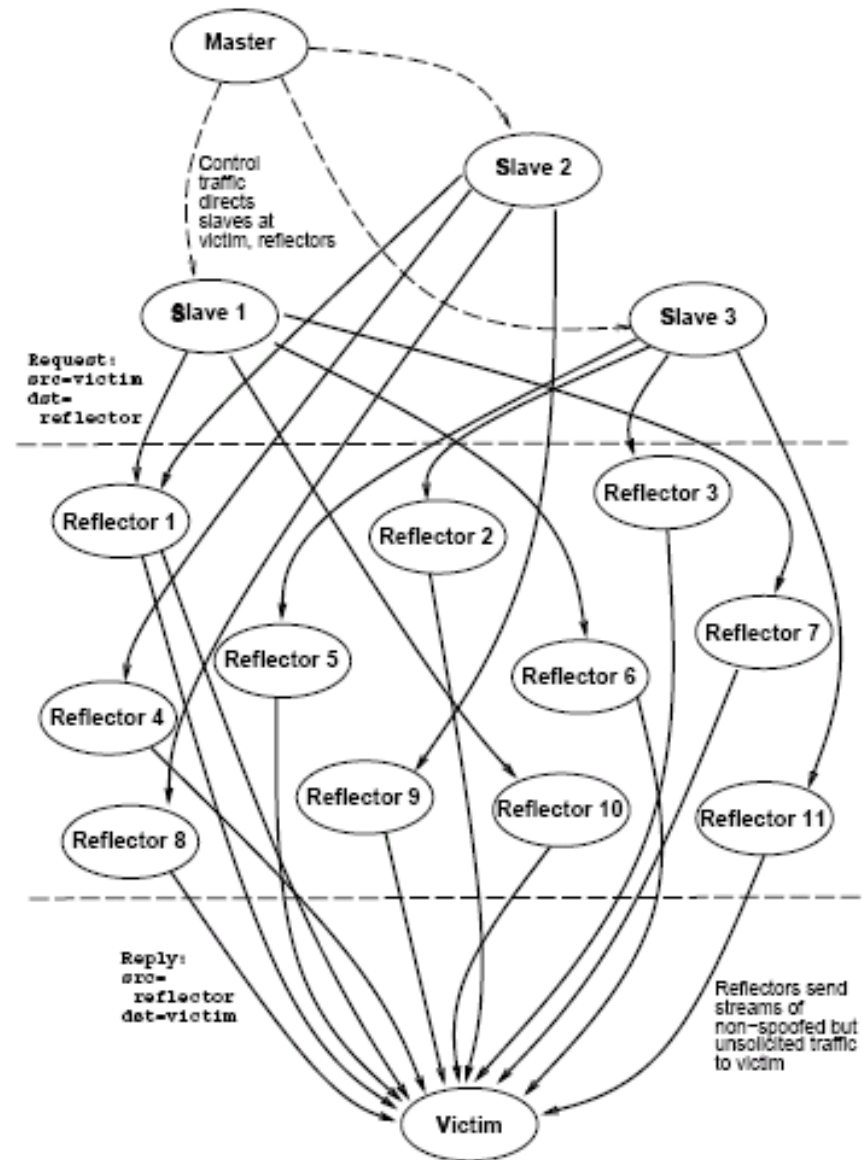 Master
Slave 2
Control
traffic
directs
slaves at
victim, reflectors
Slave 1
Slave 3
Request:
src=victim
dst=
reflector
Reflector 1
Reflector 2
Reflector 3
Reflector 4
Reflector 5
Reflector 6
Reflector 7
Reflector 8
Reflector 9
Reflector 10
Reflector 11
Reply:
src=
reflector
dst=victim
Reflectors send
streams of
non-spoofed but
unsolicited traffic
to victim
Victim